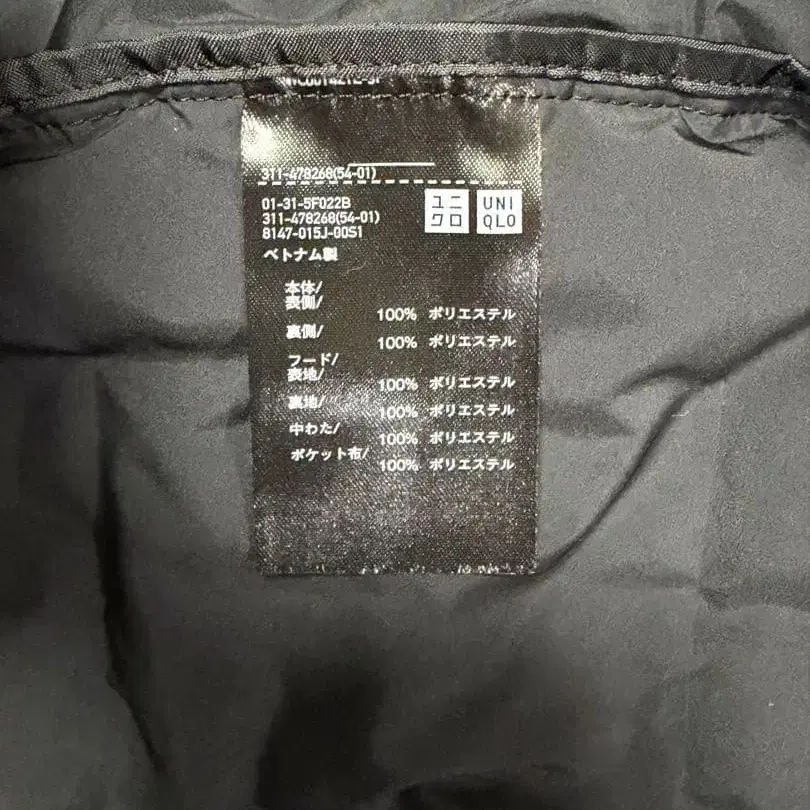 311-478268(54-01)
01-31-5F022B
311-478268(54-01)
8147-015J-00S1
ユニ
クロ
UNI
QLO
ベトナム製
本体/
表側/
100% ポリエステル
裏側/
100% ポリエステル
フード/
表地/
100% ポリエステル
裏地/
100% ポリエステル
中わた/
100% ポリエステル
ポケット布/
100% ポリエステル